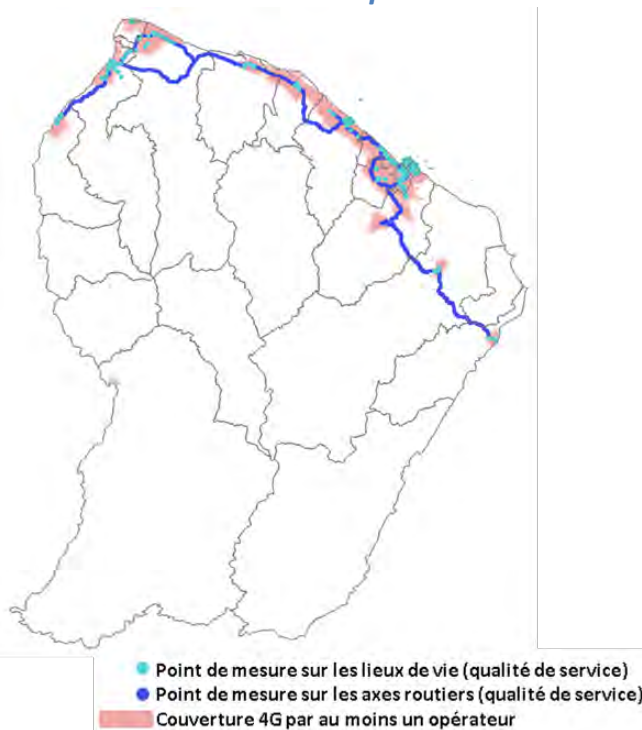 Point de mesure sur les lieux de vie (qualité de service)
Point de mesure sur les axes routiers (qualité de service)
Couverture 4G par au moins un opérateur